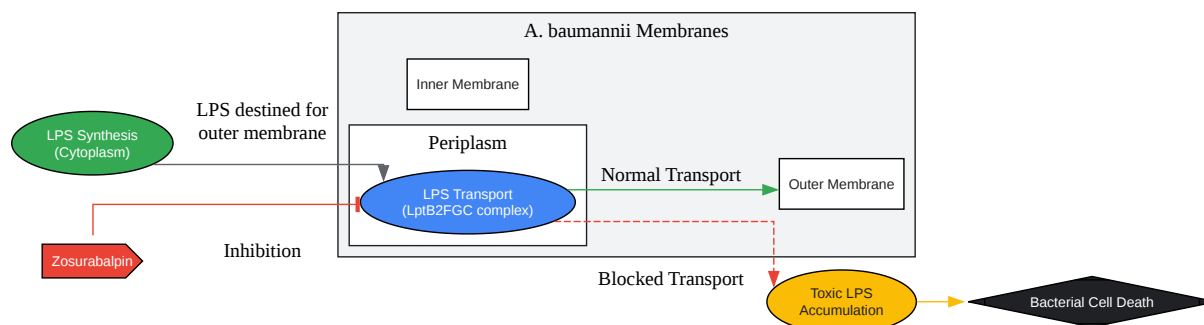 A. baumannii Membranes
Inner Membrane
LPS destined for
outer membrane
LPS Synthesis
(Cytoplasm)
Periplasm
LPS Transport
(LptB2FGC complex)
Normal Transport
Outer Membrane
Zosurabalpin
Inhibition
Blocked Transport
Toxic LPS
Accumulation
Bacterial Cell Death